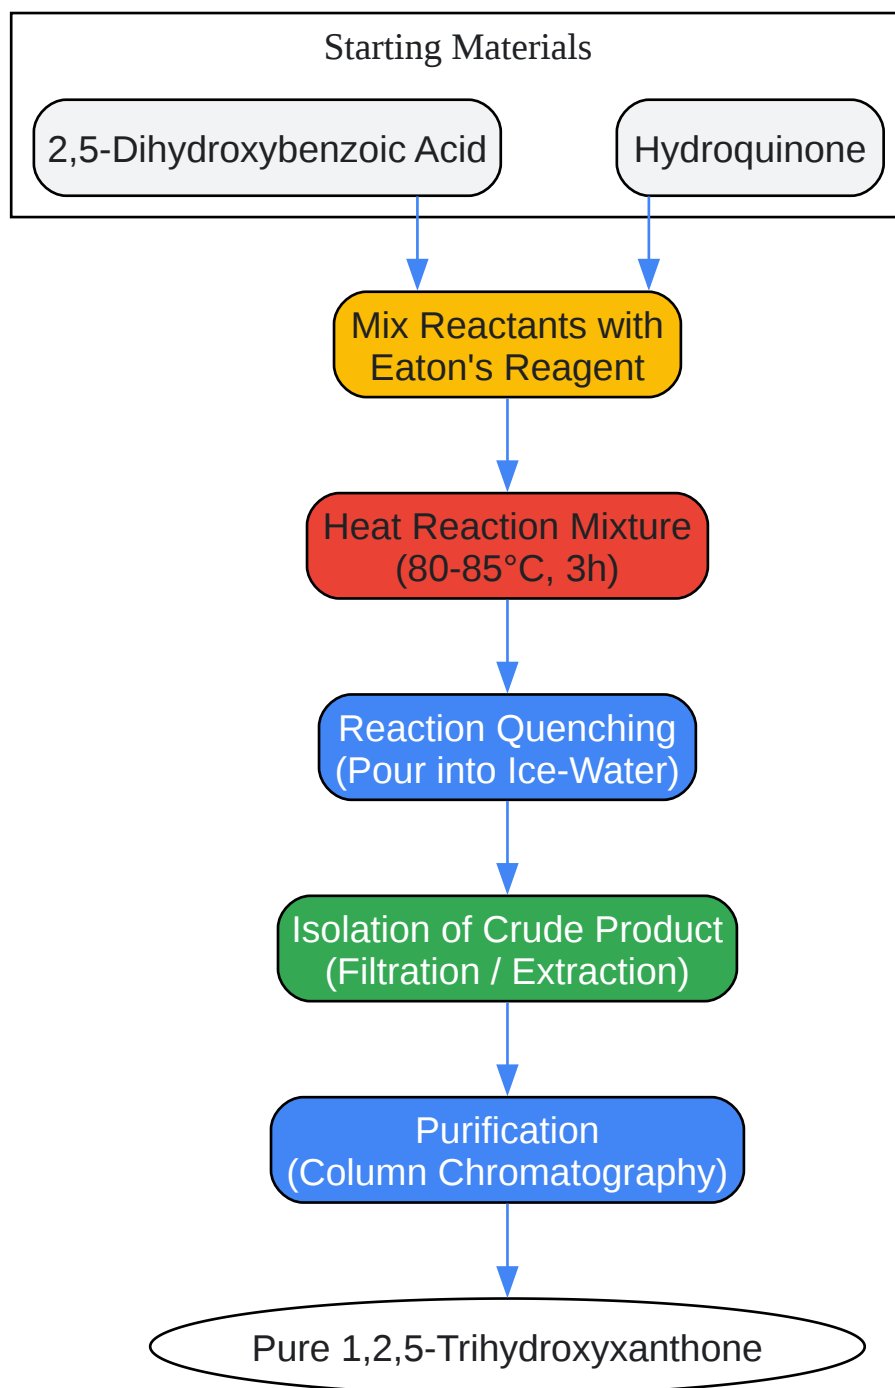 Starting Materials
2,5-Dihydroxybenzoic Acid
Hydroquinone
Mix Reactants with
Eaton's Reagent
Heat Reaction Mixture
(80-85°C, 3h)
Reaction Quenching
(Pour into Ice-Water)
Isolation of Crude Product
(Filtration / Extraction)
Purification
(Column Chromatography)
Pure 1,2,5-Trihydroxyxanthone